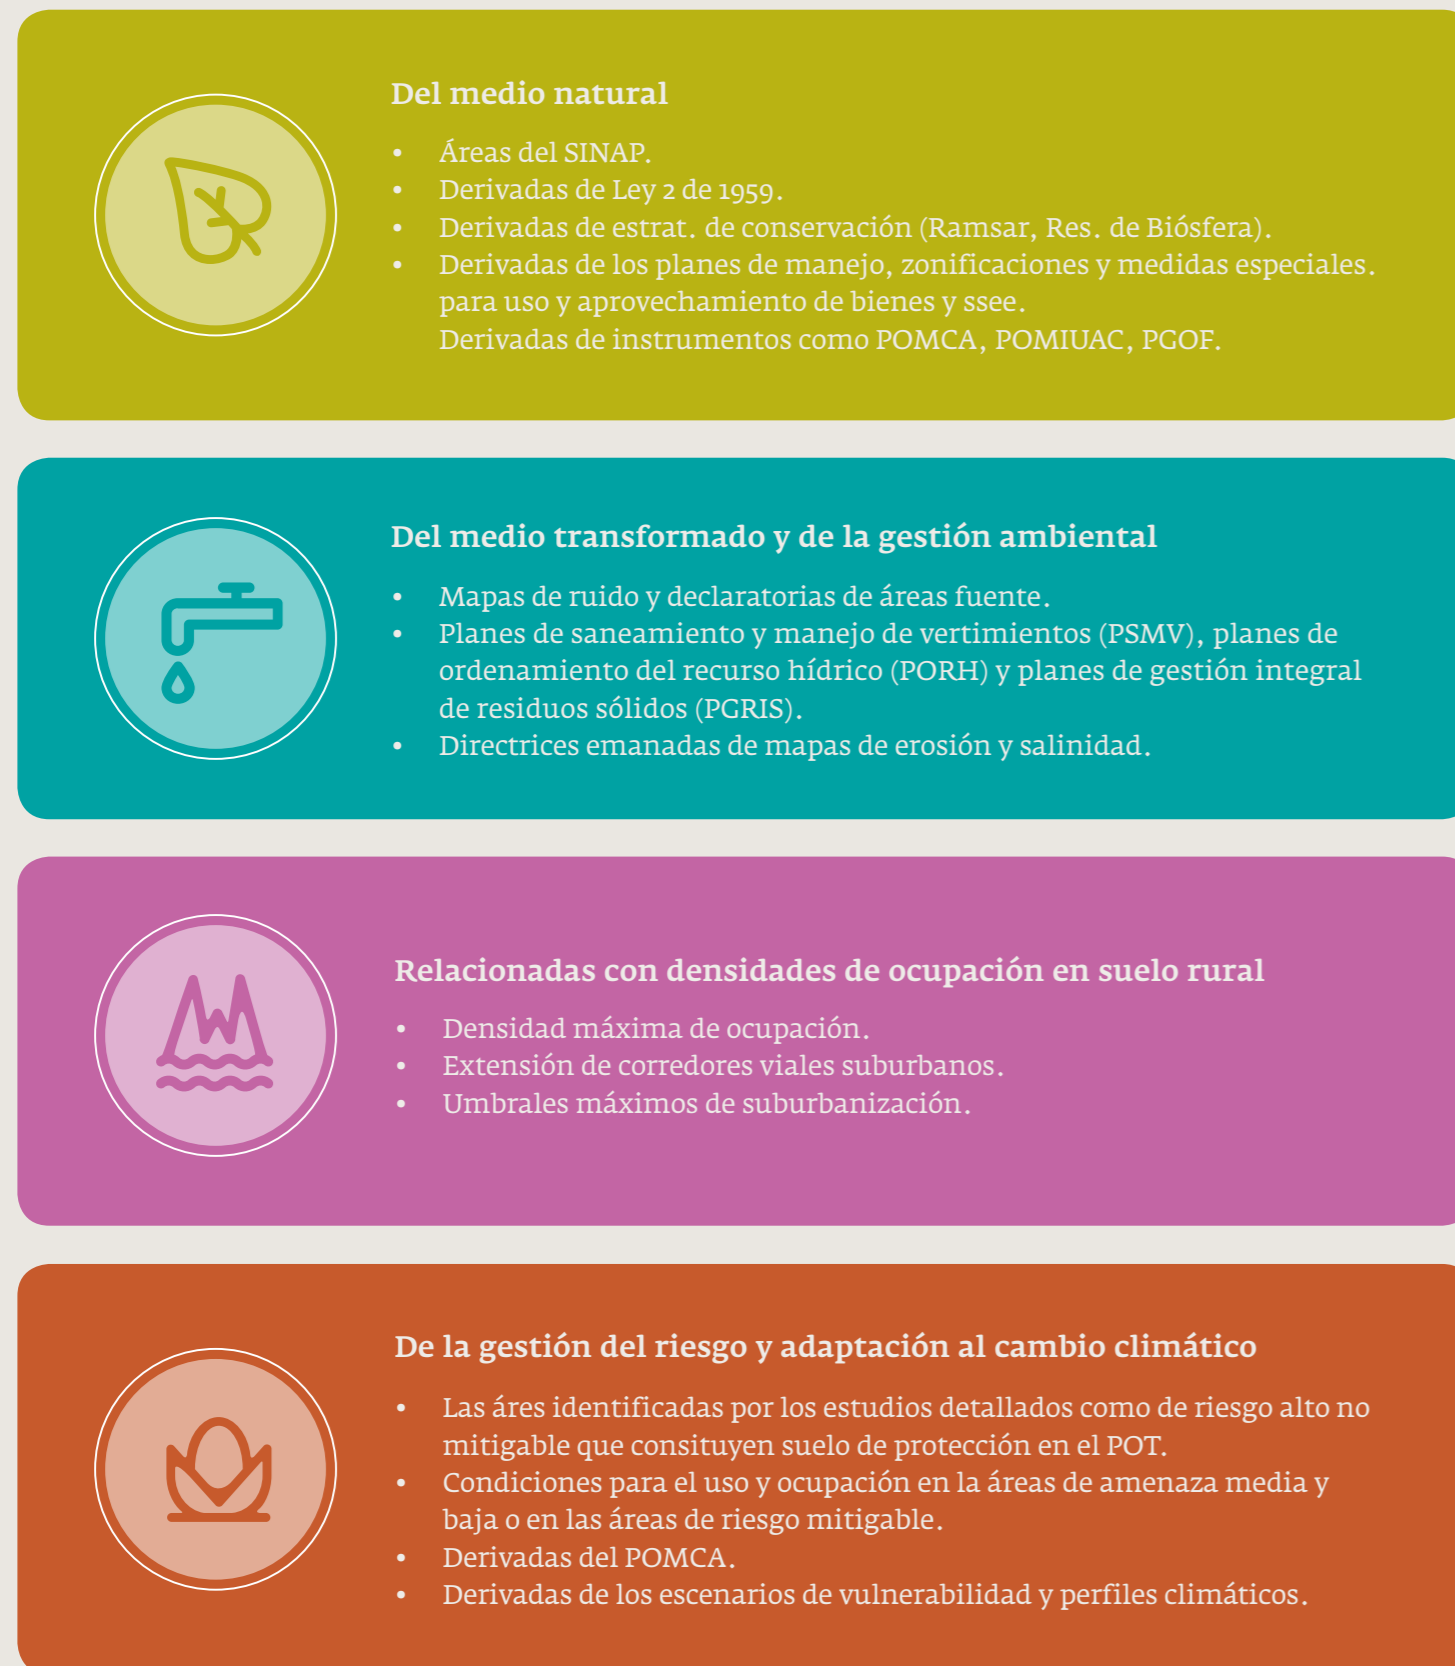 Del medio natural
• Áreas del SINAP.
• Derivadas de Ley 2 de 1959.
• Derivadas de estrat. de conservación (Ramsar, Res. de Biósfera).
• Derivadas de los planes de manejo, zonificaciones y medidas especiales.
para uso y aprovechamiento de bienes y ssee.
Derivadas de instrumentos como POMCA, POMIUAC, PGOF.
Del medio transformado y de la gestión ambiental
• Mapas de ruido y declaratorias de áreas fuente.
• Planes de saneamiento y manejo de vertimientos (PSMV), planes de
ordenamiento del recurso hídrico (PORH) y planes de gestión integral
de residuos sólidos (PGRIS).
• Directrices emanadas de mapas de erosión y salinidad.
Relacionadas con densidades de ocupación en suelo rural
• Densidad máxima de ocupación.
• Extensión de corredores viales suburbanos.
• Umbrales máximos de suburbanización.
De la gestión del riesgo y adaptación al cambio climático
• Las áres identificadas por los estudios detallados como de riesgo alto no
mitigable que consituyen suelo de protección en el POT.
• Condiciones para el uso y ocupación en la áreas de amenaza media y
baja o en las áreas de riesgo mitigable.
• Derivadas del POMCA.
• Derivadas de los escenarios de vulnerabilidad y perfiles climáticos.